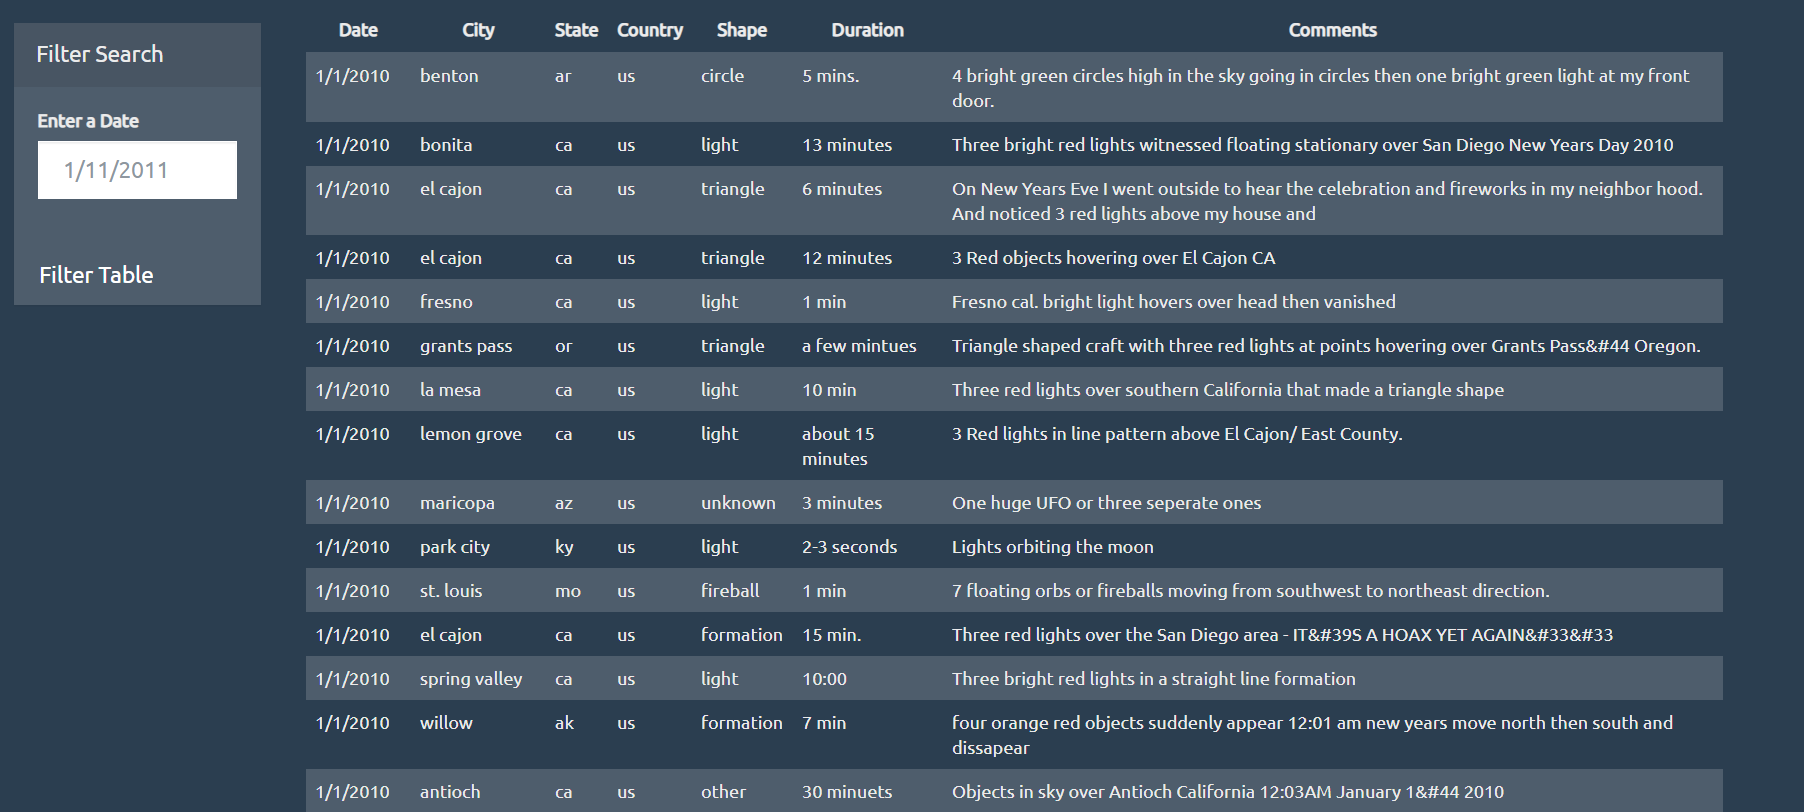 Filter Search
Enter a Date
1/11/2011
Filter Table
Date City State Country Shape Duration Comments
1/1/2010 benton ar us circle 5 mins. 4 bright green circles high in the sky going in circles then one bright green light at my front
door.
1/1/2010 bonita ca us light 13 minutes Three bright red lights witnessed floating stationary over San Diego New Years Day 2010
1/1/2010 el cajon ca us triangle 6 minutes On New Years Eve I went outside to hear the celebration and fireworks in my neighbor hood.
And noticed 3 red lights above my house and
1/1/2010 el cajon ca us triangle 12 minutes 3 Red objects hovering over El Cajon CA
1/1/2010 fresno ca us light 1 min Fresno cal. bright light hovers over head then vanished
1/1/2010 grants pass or us triangle a few mintues Triangle shaped craft with three red lights at points hovering over Grants Pass&#44 Oregon.
1/1/2010 la mesa ca us light 10 min Three red lights over southern California that made a triangle shape
1/1/2010 lemon grove ca us light about 15 3 Red lights in line pattern above El Cajon/ East County.
minutes
1/1/2010 maricopa az us unknown 3 minutes One huge UFO or three seperate ones
1/1/2010 park city ky us light 2-3 seconds Lights orbiting the moon
1/1/2010 st. louis mo us fireball 1 min 7 floating orbs or fireballs moving from southwest to northeast direction.
1/1/2010 el cajon ca us formation 15 min. Three red lights over the San Diego area - IT&#39S A HOAX YET AGAIN&#33&#33
1/1/2010 spring valley ca us light 10:00 Three bright red lights in a straight line formation
1/1/2010 willow ak us formation 7 min four orange red objects suddenly appear 12:01 am new years move north then south and
dissapear
1/1/2010 antioch ca us other 30 minuets Objects in sky over Antioch California 12:03AM January 1&#44 2010